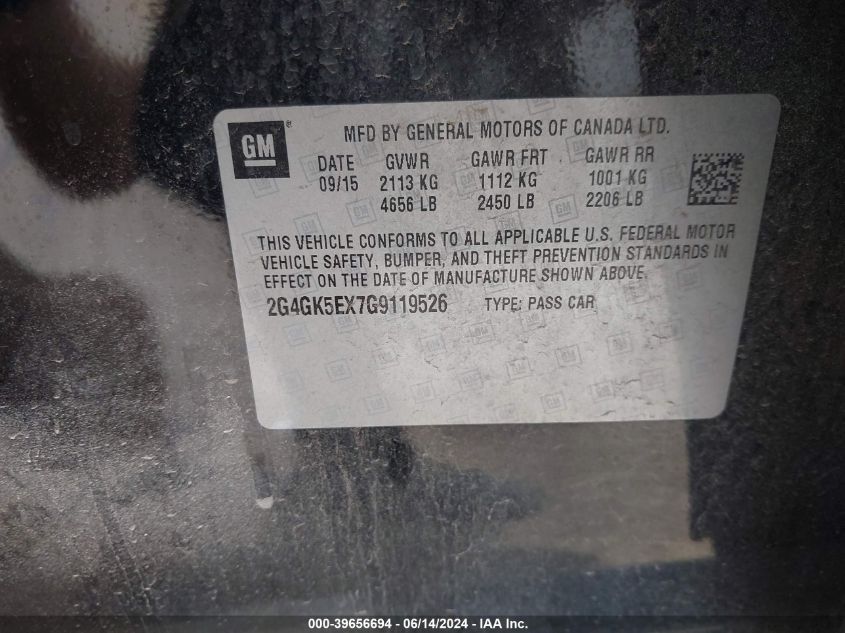 GM®
MFD BY GENERAL MOTORS OF CANADA LTD.
DATE GVWR GAWR FRT GAWR RR
09/15 2113 KG 1112 KG 1001 KG
4656 LB 2450 LB 2206 LB
THIS VEHICLE CONFORMS TO ALL APPLICABLE U.S. FEDERAL MOTOR
VEHICLE SAFETY, BUMPER, AND THEFT PREVENTION STANDARDS IN
EFFECT ON THE DATE OF MANUFACTURE SHOWN ABOVE.
2G4GK5EX7G9119526 TYPE: PASS CAR
000-39656694 - 06/14/2024 - IAA Inc.